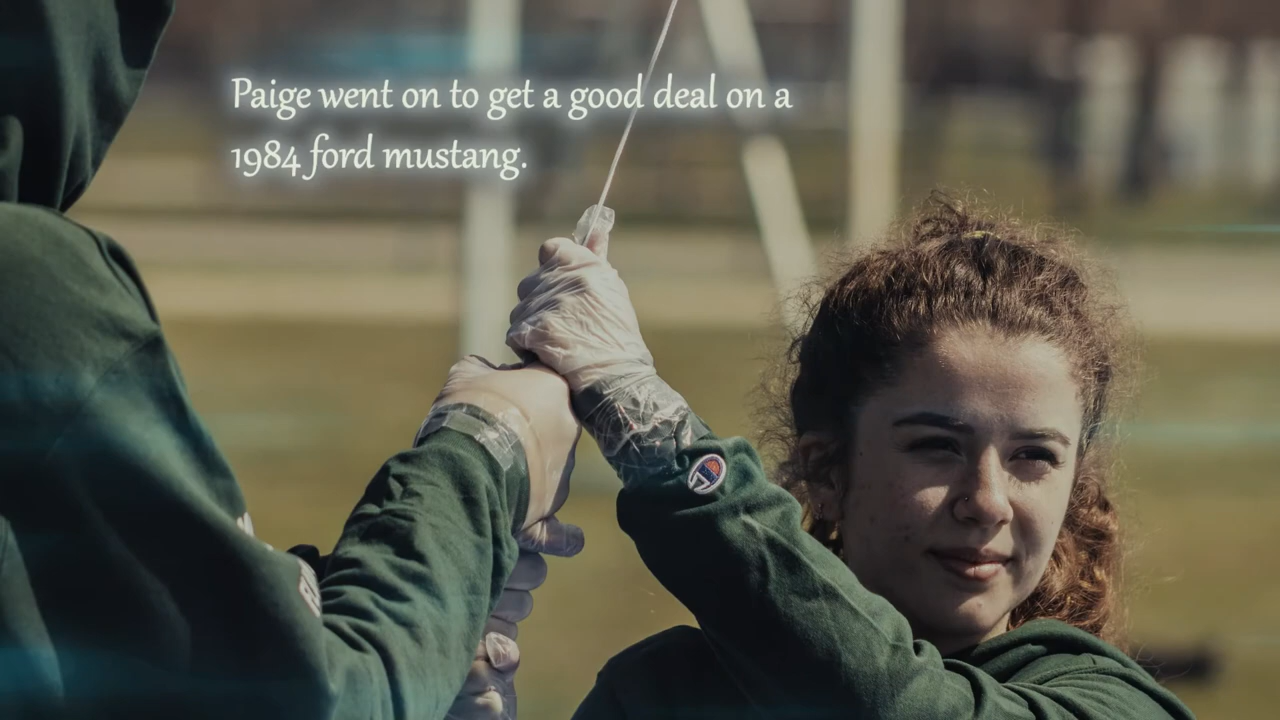 Paige went on to get a good deal on a
1984 ford mustang.